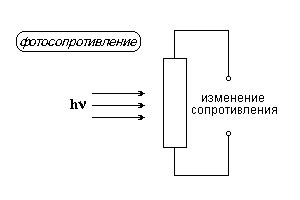 фотосопротивление
hν
изменение
сопротивления